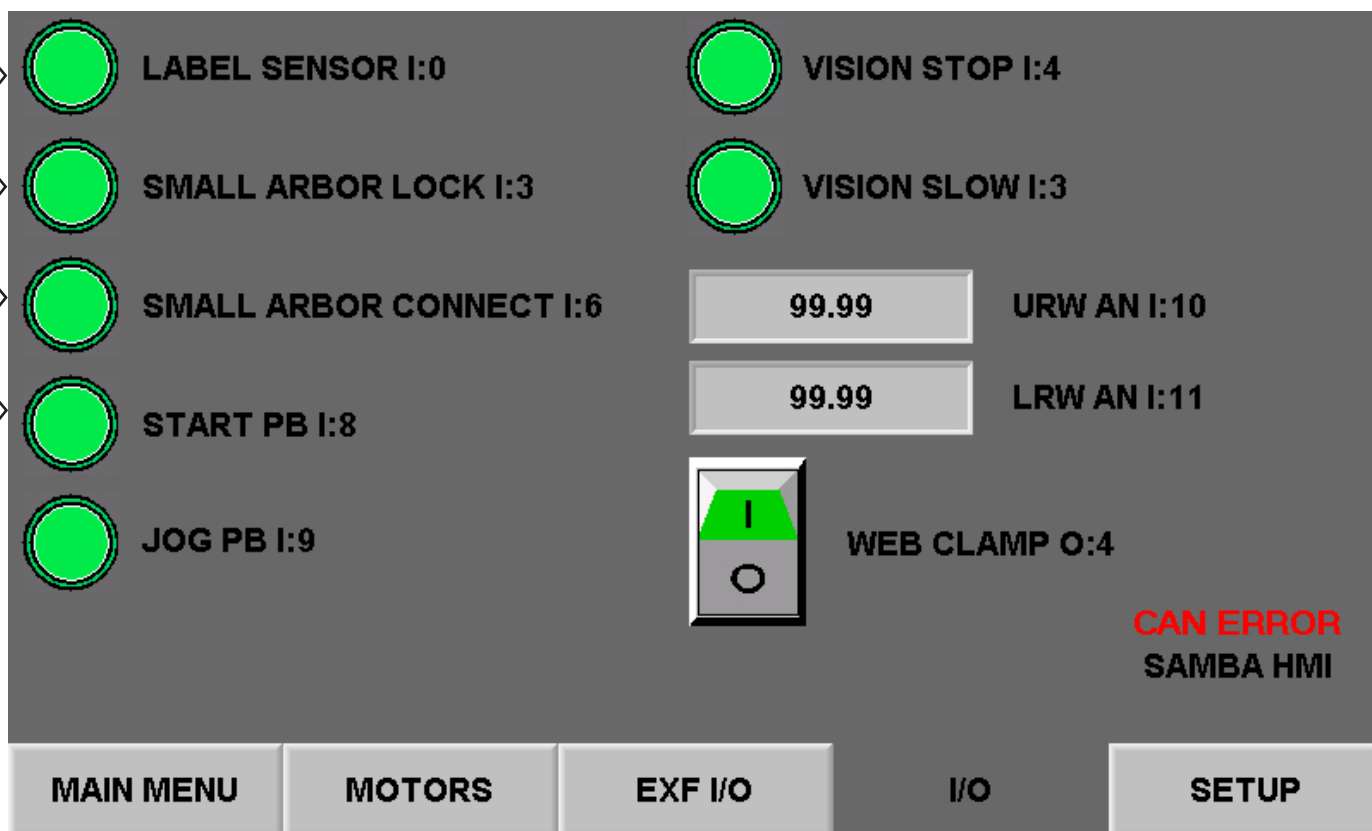 LABEL SENSOR I:0
VISION STOP I:4
SMALL ARBOR LOCK I:3
VISION SLOW I:3
SMALL ARBOR CONNECT I:6
99.99 URW AN I:10
99.99 LRW AN I:11
START PB I:8
I
O
WEB CLAMP O:4
JOG PB I:9
CAN ERROR
SAMBA HMI
MAIN MENU
MOTORS
EXF I/O
I/O
SETUP